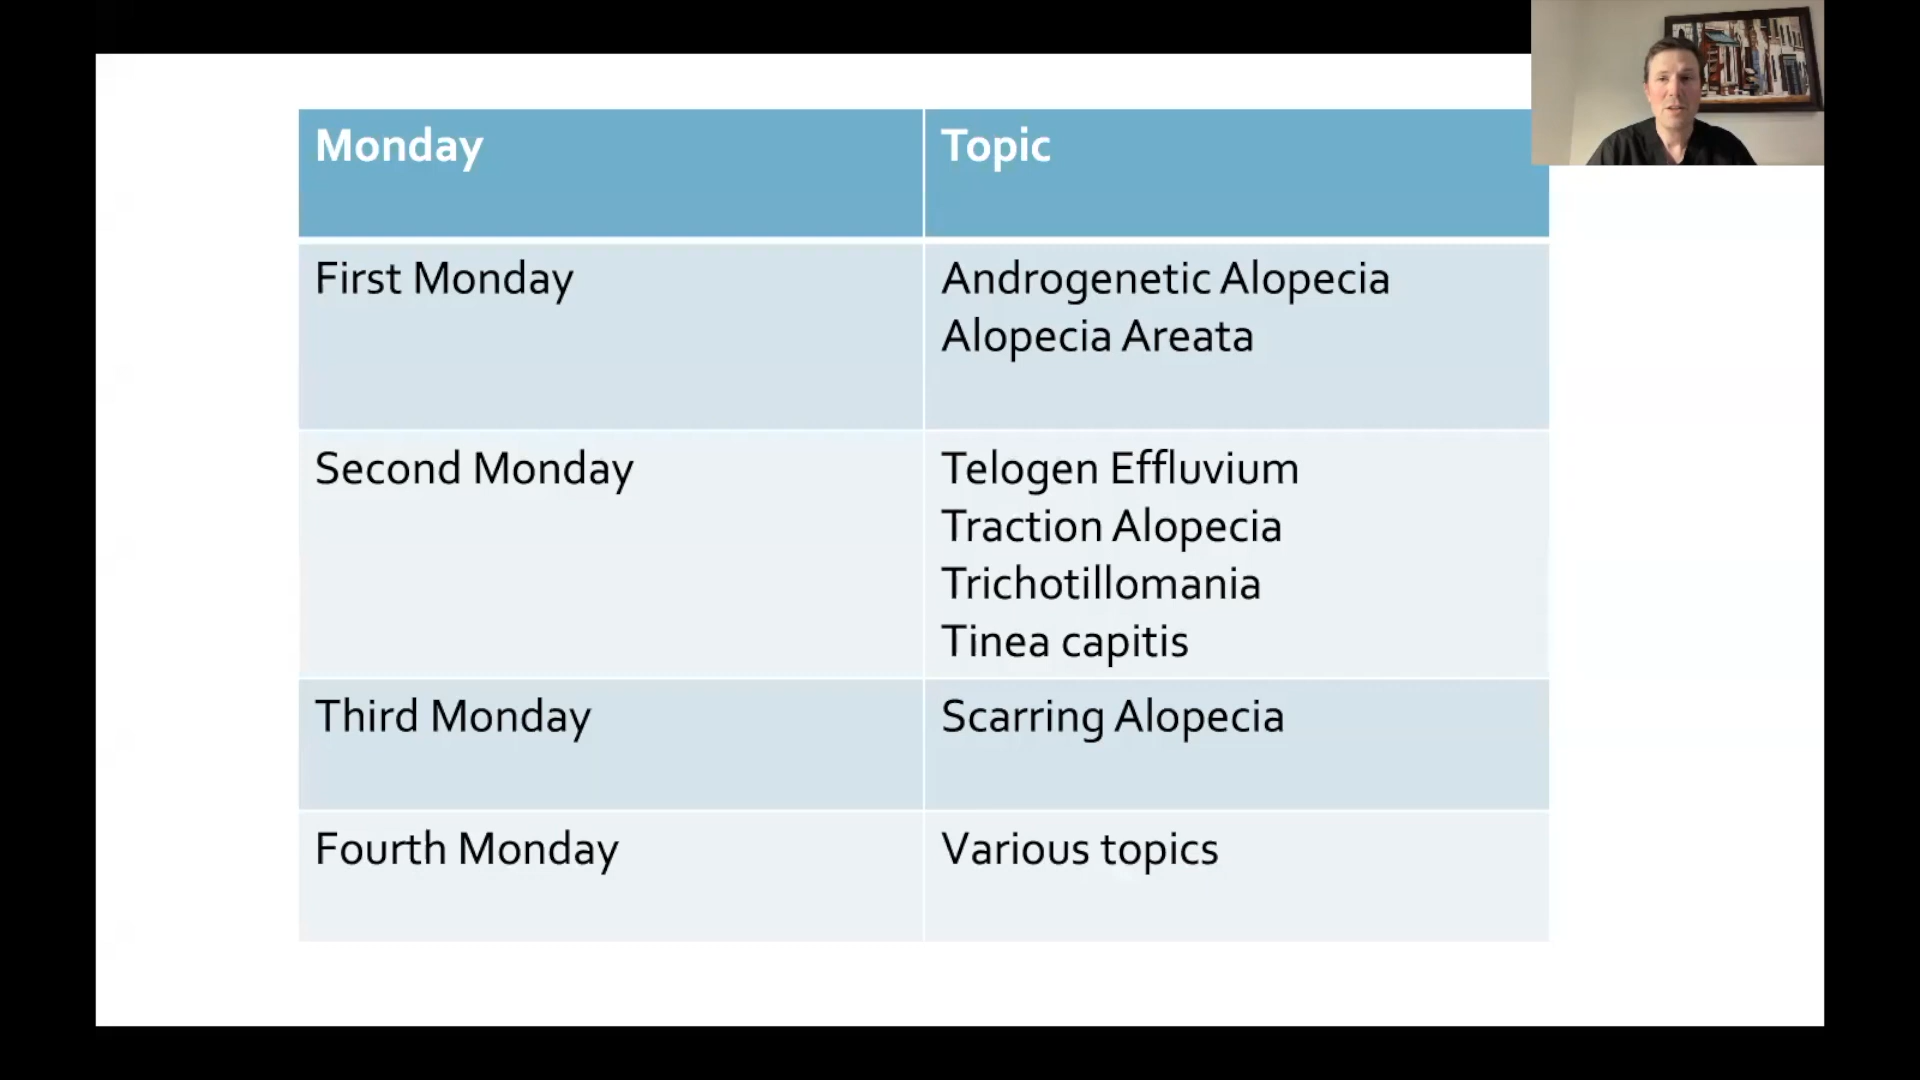 Monday
Topic
First Monday
Androgenetic Alopecia
Alopecia Areata
Second Monday
Telogen Effluvium
Traction Alopecia
Trichotillomania
Tinea capitis
Third Monday
Scarring Alopecia
Fourth Monday
Various topics